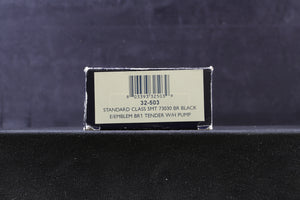 32-503
STANDARD CLASS 5MT 73030 BR BLACK
E/EMBLEM BR1 TENDER W/H PUMP